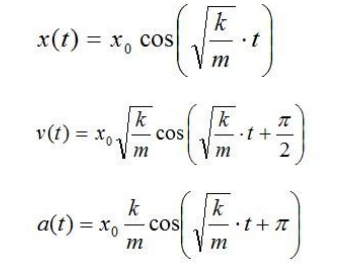 x(t) = x₀ cos(√(k/m) · t)
v(t) = x₀ √(k/m) cos(√(k/m) · t + π/2)
a(t) = x₀ k/m cos(√(k/m) · t + π)